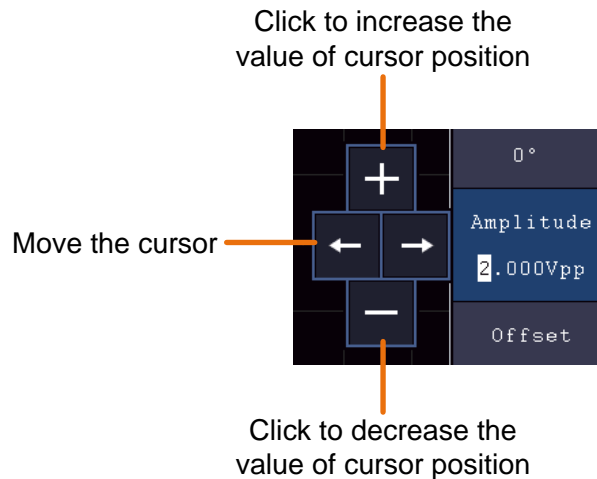 Click to increase the
value of cursor position
0°
Amplitude
Move the cursor
2.000Vpp
Offset
Click to decrease the
value of cursor position